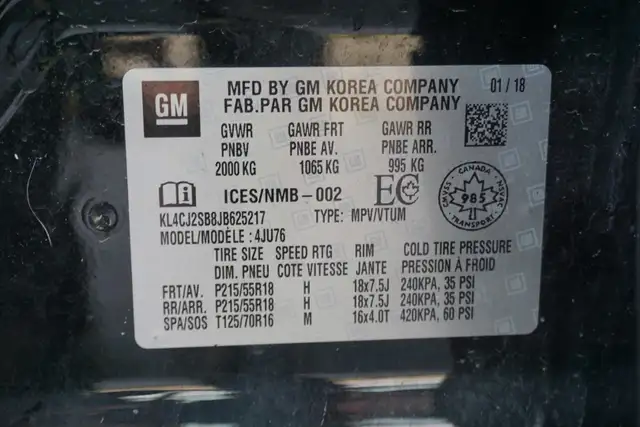 GM
MFD BY GM KOREA COMPANY 01 / 18
FAB.PAR GM KOREA COMPANY
GVWR GAWR FRT GAWR RR
PNBV PNBE AV. PNBE ARR.
2000 KG 1065 KG 995 KG
ICES/NMB-002 EC
CANADA
985
TRANSPORT
KL4CJ2SB8JB625217 TYPE: MPV/VTUM
MODEL/MODÈLE: 4JU76
TIRE SIZE SPEED RTG RIM COLD TIRE PRESSURE
DIM. PNEU COTE VITESSE JANTE PRESSION À FROID
FRT/AV. P215/55R18 H 18x7.5J 240KPA, 35 PSI
RR/ARR. P215/55R18 H 18x7.5J 240KPA, 35 PSI
SPA/SOS T125/70R16 M 16x4.0T 420KPA, 60 PSI